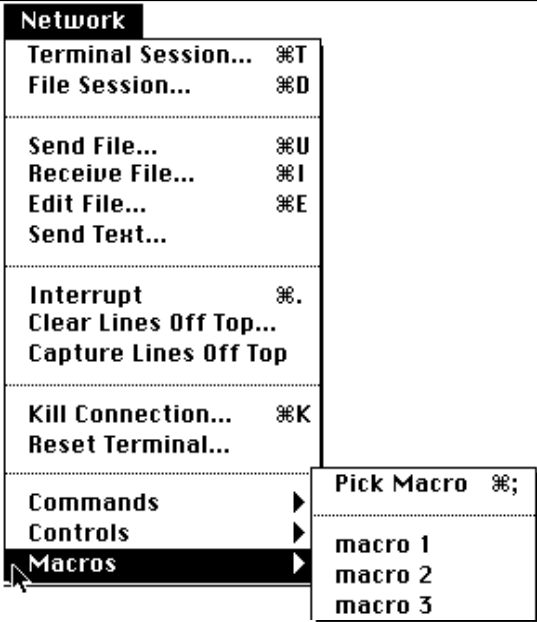 Network
Terminal Session... ⌘T
File Session... ⌘D
Send File... ⌘U
Receive File... ⌘I
Edit File... ⌘E
Send Text...
Interrupt ⌘.
Clear Lines Off Top...
Capture Lines Off Top
Kill Connection... ⌘K
Reset Terminal...
Commands
Controls
Macros
Pick Macro ⌘;
macro 1
macro 2
macro 3